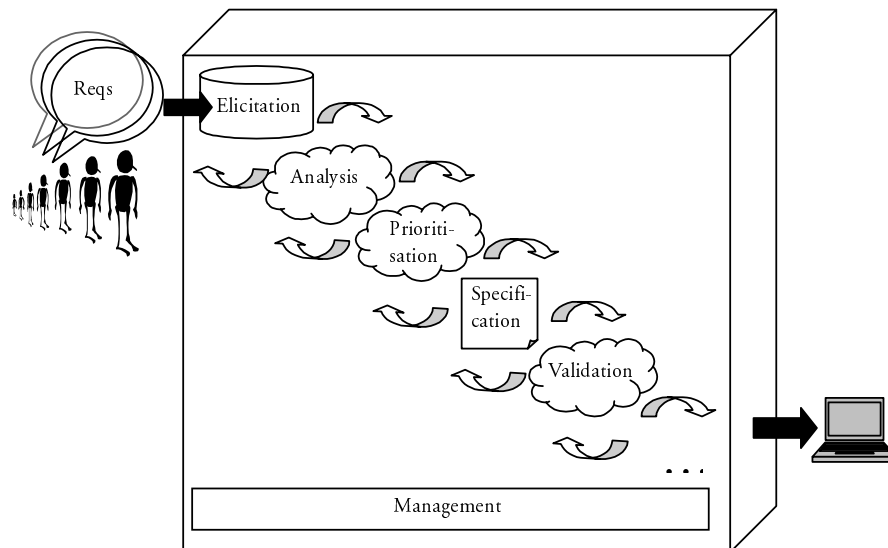 Reqs
Elicitation
Analysis
Prioriti-
sation
Specifi-
cation
Validation
...
Management